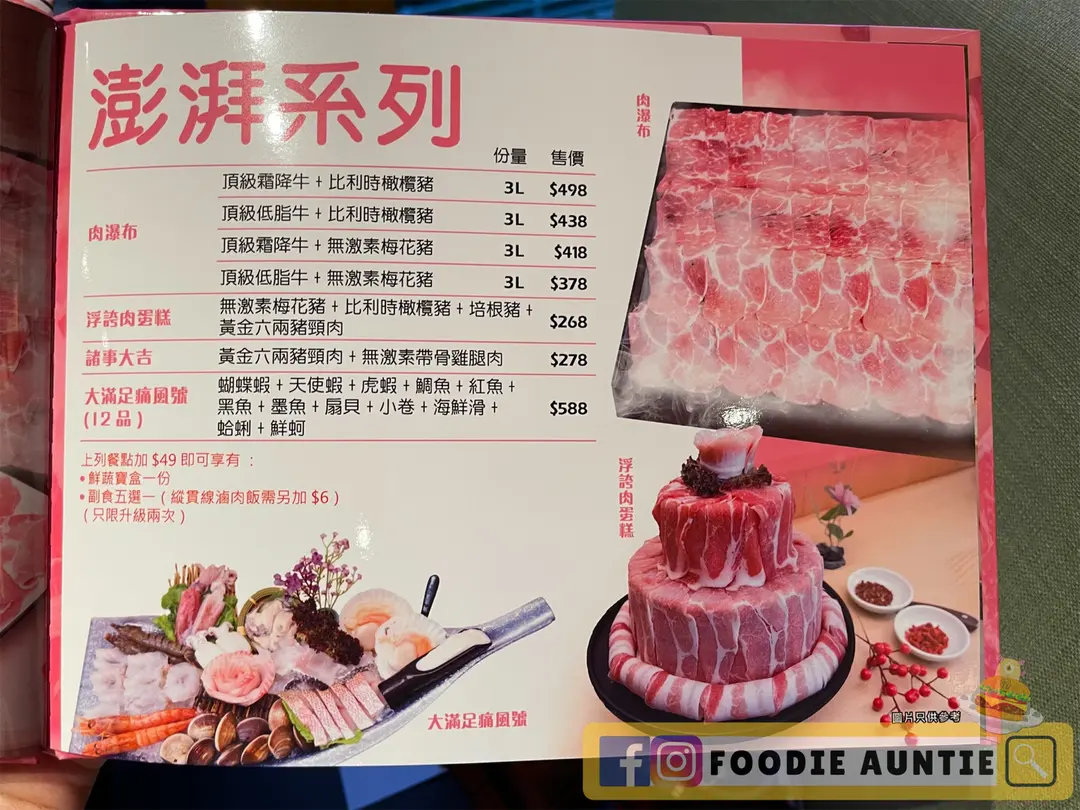 澎湃系列
份量 售價
肉瀑布
頂級霜降牛 + 比利時橄欖豬 3L $498
頂級低脂牛 + 比利時橄欖豬 3L $438
頂級霜降牛 + 無激素梅花豬 3L $418
頂級低脂牛 + 無激素梅花豬 3L $378
浮誇肉蛋糕
無激素梅花豬 + 比利時橄欖豬 + 培根豬 +
黃金六兩豬頸肉
$268
諸事大吉 黃金六兩豬頸肉 + 無激素帶骨雞腿肉 $278
大滿足痛風號
(12品)
蝴蝶蝦 + 天使蝦 + 虎蝦 + 鯛魚 + 紅魚 +
黑魚 + 墨魚 + 扇貝 + 小卷 + 海鮮滑 +
蛤蜊 + 鮮蚵
$588
上列餐點加 $49 即可享有 :
• 鮮蔬寶盒一份
• 副食五選一 ( 縱貫線滷肉飯需另加 $6 )
( 只限升級兩次 )
肉瀑布
浮誇肉蛋糕
大滿足痛風號
圖片只供參考
FOODIE AUNTIE